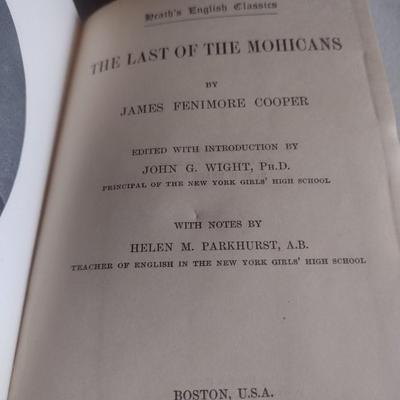 Heath's English Classics
THE LAST OF THE MOHICANS
BY
JAMES FENIMORE COOPER
EDITED WITH INTRODUCTION BY
JOHN G. WIGHT, PH.D.
PRINCIPAL OF THE NEW YORK GIRLS' HIGH SCHOOL
WITH NOTES BY
HELEN M. PARKHURST, A.B.
TEACHER OF ENGLISH IN THE NEW YORK GIRLS' HIGH SCHOOL
BOSTON, U.S.A.